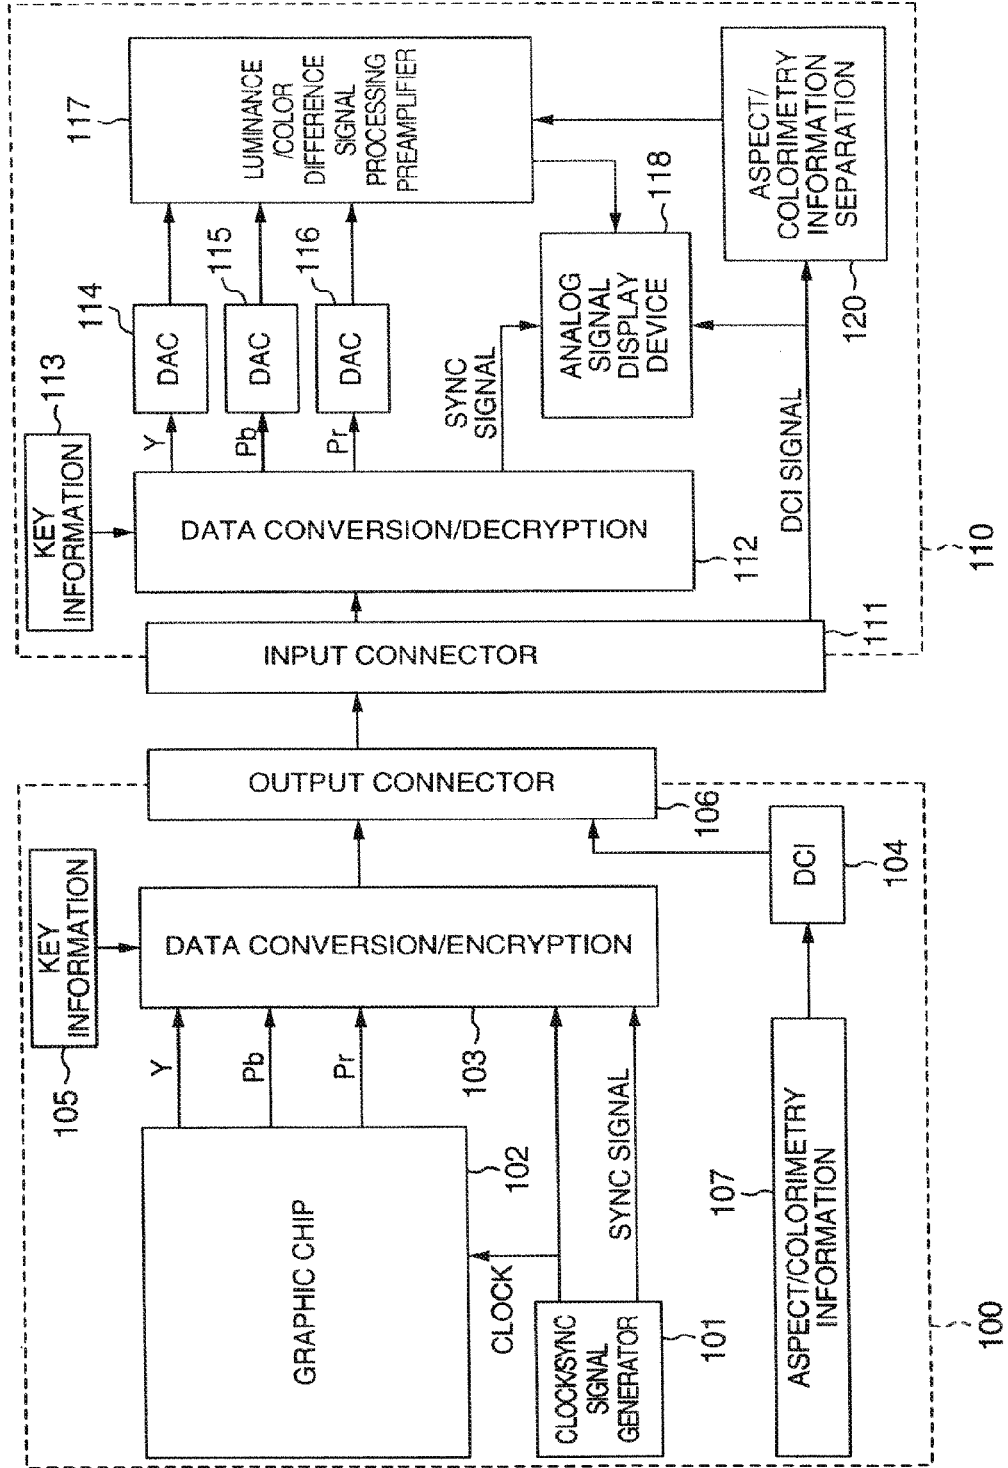 105
KEY
INFORMATION
GRAPHIC CHIP
102
Y
Pb
Pr
CLOCK
CLOCK/SYNC
SIGNAL
GENERATOR
101
SYNC SIGNAL
DATA CONVERSION/ENCRYPTION
103
ASPECT/COLORIMETRY
INFORMATION
107
DCI
104
OUTPUT CONNECTOR
106
100
INPUT CONNECTOR
111
KEY
INFORMATION
113
DATA CONVERSION/DECRYPTION
112
Y
Pb
Pr
DAC
114
DAC
115
DAC
116
117
LUMINANCE
/COLOR
DIFFERENCE
SIGNAL
PROCESSING
PREAMPLIFIER
SYNC
SIGNAL
ANALOG
SIGNAL
DISPLAY
DEVICE
118
DCI SIGNAL
ASPECT/
COLORIMETRY
INFORMATION
SEPARATION
120
110